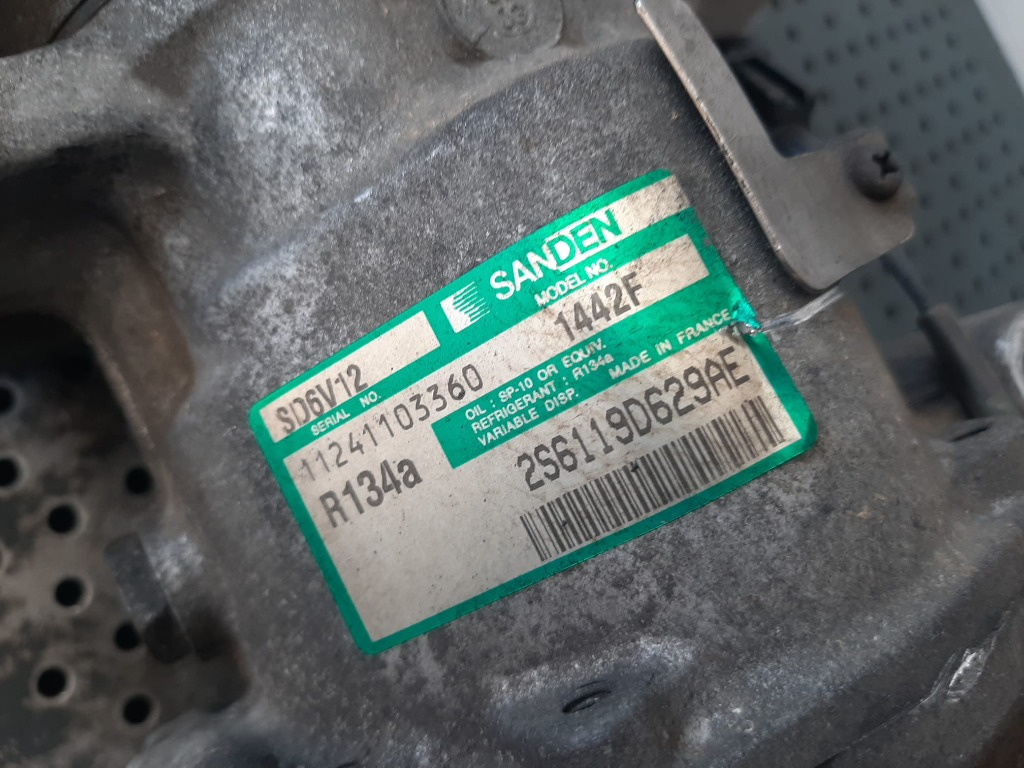 SANDEN
SD6V12
MODEL NO.
1442F
SERIAL NO.
11241103360
OIL : SP-10 OR EQUIV.
REFRIGERANT : R134a
VARIABLE DISP.
MADE IN FRANCE
R134a
2S6119D629AE